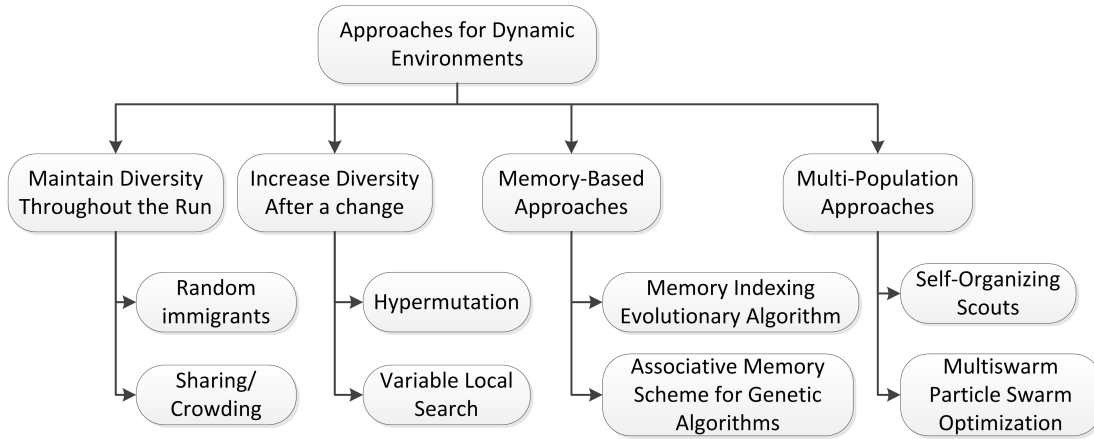 Approaches for Dynamic
Environments
Maintain Diversity
Throughout the Run
Increase Diversity
After a change
Memory-Based
Approaches
Multi-Population
Approaches
Random
immigrants
Hypermutation
Memory Indexing
Evolutionary Algorithm
Self-Organizing
Scouts
Sharing/
Crowding
Variable Local
Search
Associative Memory
Scheme for Genetic
Algorithms
Multiswarm
Particle Swarm
Optimization